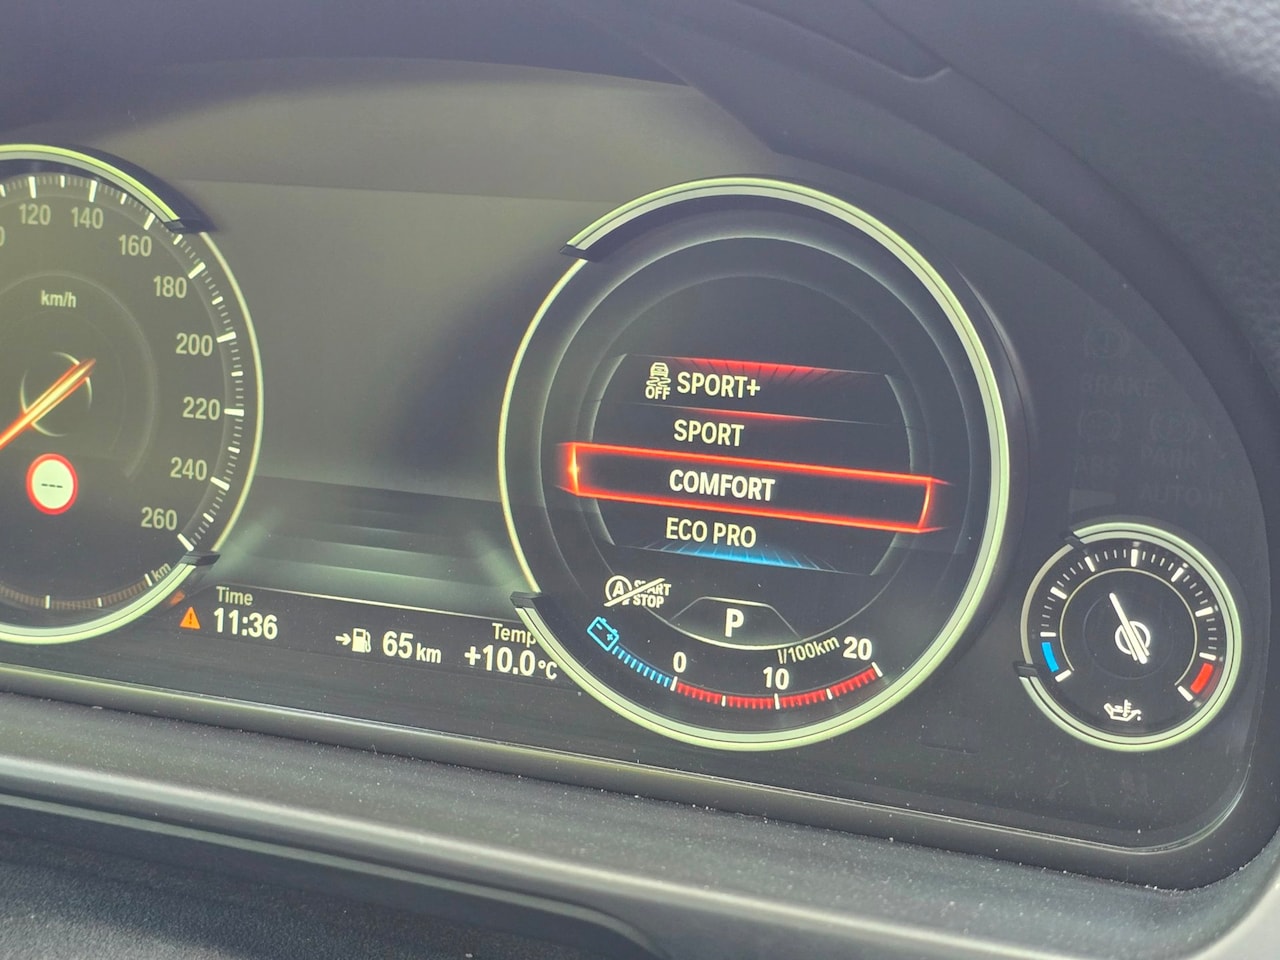 120
140
160
180
200
220
240
260
km/h
---
km
Time
11:36
65 km
Temp
+10.0 °C
OFF SPORT+
SPORT
COMFORT
ECO PRO
A START
STOP
P
0
10
20
l/100km